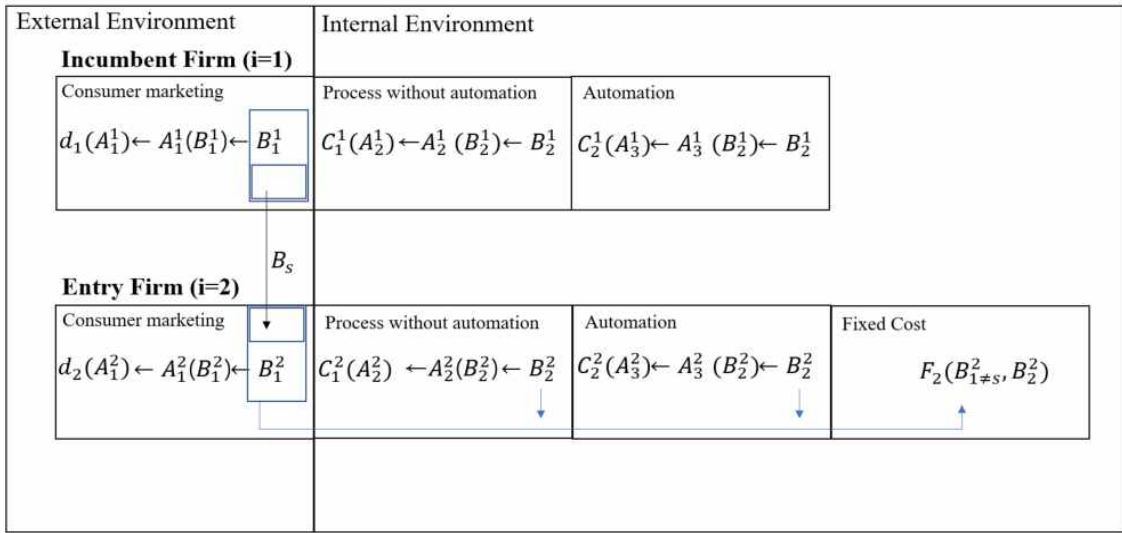 External Environment
Internal Environment
Incumbent Firm (i=1)
Consumer marketing
Process without automation
Automation
d₁(A₁¹)← A₁¹(B₁¹)← B₁¹
C₁¹(A₂¹) ←A₂¹ (B₂¹)← B₂¹
C₂¹(A₃¹)← A₃¹ (B₂¹)← B₂¹
Bₛ
Entry Firm (i=2)
Consumer marketing
Process without automation
Automation
Fixed Cost
d₂(A₁²)← A₁²(B₁²)← B₁²
C₁²(A₂²) ←A₂²(B₂²)← B₂²
C₂²(A₃²)← A₃² (B₂²)← B₂²
F₂(B²₁≠ₛ, B₂²)